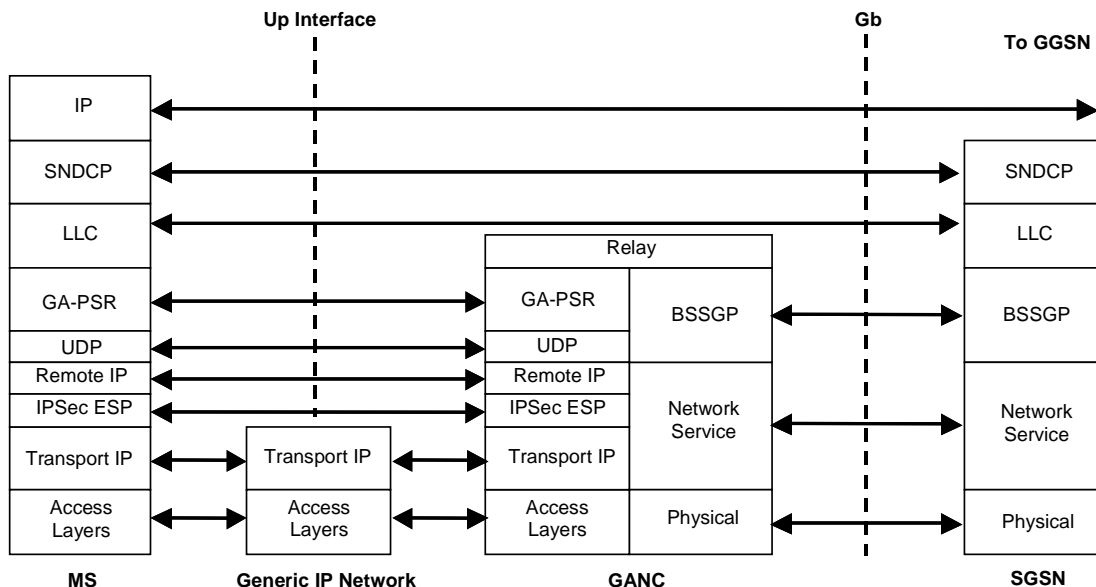 Up Interface
Gb
To GGSN
IP
SNDCP
SNDCP
LLC
LLC
Relay
GA-PSR
GA-PSR
BSSGP
BSSGP
UDP
UDP
Remote IP
Remote IP
IPSec ESP
IPSec ESP
Network
Service
Network
Service
Transport IP
Transport IP
Transport IP
Access
Layers
Access
Layers
Access
Layers
Physical
Physical
MS
Generic IP Network
GANC
SGSN